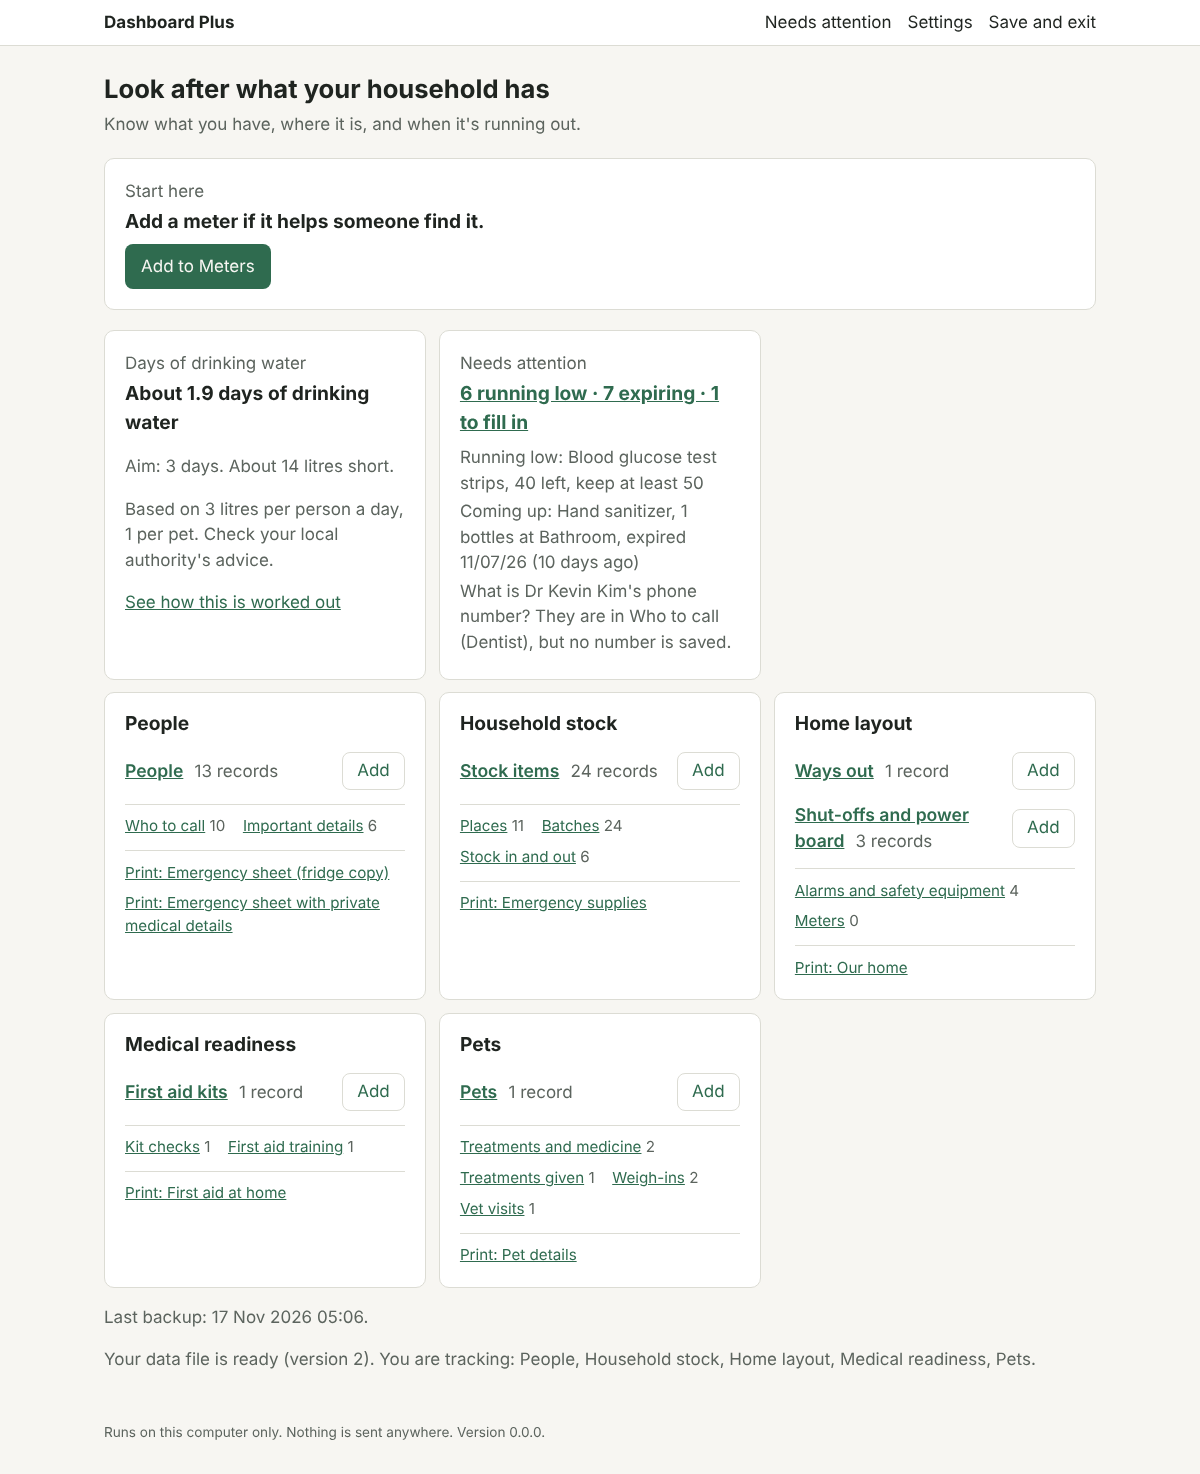 Dashboard Plus
Needs attention Settings Save and exit
Look after what your household has
Know what you have, where it is, and when it's running out.
Start here
Add a meter if it helps someone find it.
Add to Meters
Days of drinking water
About 1.9 days of drinking
water
Aim: 3 days. About 14 litres short.
Based on 3 litres per person a day,
1 per pet. Check your local
authority's advice.
See how this is worked out
Needs attention
6 running low · 7 expiring · 1
to fill in
Running low: Blood glucose test
strips, 40 left, keep at least 50
Coming up: Hand sanitizer, 1
bottles at Bathroom, expired
11/07/26 (10 days ago)
What is Dr Kevin Kim's phone
number? They are in Who to call
(Dentist), but no number is saved.
People
People 13 records Add
Who to call 10 Important details 6
Print: Emergency sheet (fridge copy)
Print: Emergency sheet with private
medical details
Household stock
Stock items 24 records Add
Places 11 Batches 24
Stock in and out 6
Print: Emergency supplies
Home layout
Ways out 1 record Add
Shut-offs and power
board 3 records Add
Alarms and safety equipment 4
Meters 0
Print: Our home
Medical readiness
First aid kits 1 record Add
Kit checks 1 First aid training 1
Print: First aid at home
Pets
Pets 1 record Add
Treatments and medicine 2
Treatments given 1 Weigh-ins 2
Vet visits 1
Print: Pet details
Last backup: 17 Nov 2026 05:06.
Your data file is ready (version 2). You are tracking: People, Household stock, Home layout, Medical readiness, Pets.
Runs on this computer only. Nothing is sent anywhere. Version 0.0.0.